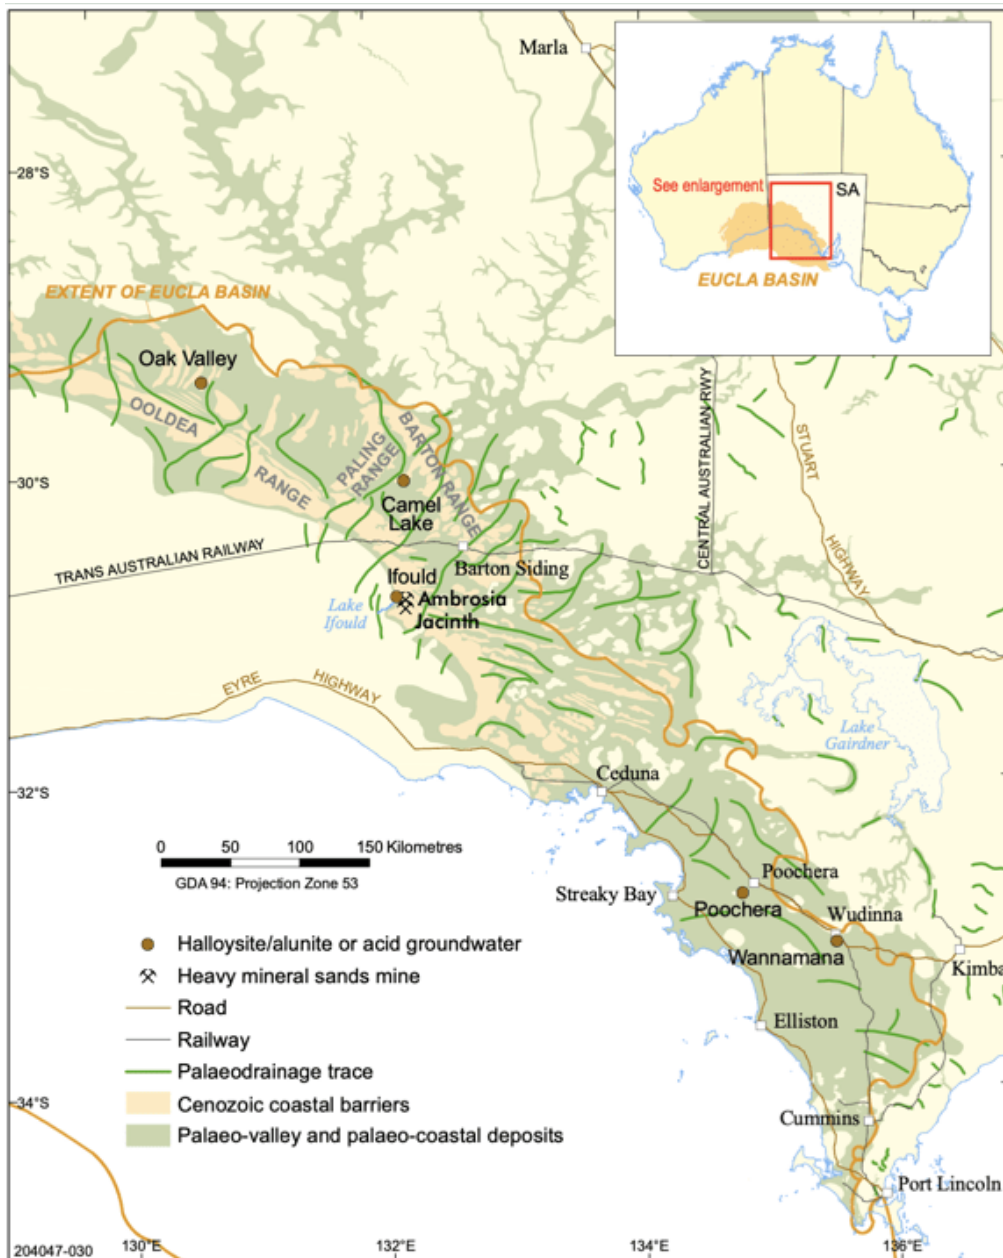 Marla
28°S
See enlargement
SA
EUCLA BASIN
EXTENT OF EUCLA BASIN
Oak Valley
OOLDEA
RANGE
PALING
RANGE
BARTON RANGE
CENTRAL AUSTRALIAN RWY
STUART
HIGHWAY
30°S
Camel
Lake
TRANS AUSTRALIAN RAILWAY
Barton Siding
Ifould
Lake
Ifould
Ambrosia
Jacinth
EYRE
HIGHWAY
Lake
Gairdner
32°S
Ceduna
0 50 100 150 Kilometres
GDA 94: Projection Zone 53
Poochera
Streaky Bay
Poochera
Wudinna
Wannamana
Kimba
Halloysite/alunite or acid groundwater
Heavy mineral sands mine
Road
Railway
Elliston
Palaeodrainage trace
Cenozoic coastal barriers
34°S
Cummins
Palaeo-valley and palaeo-coastal deposits
Port Lincoln
204047-030
130°E
132°E
134°E
136°E